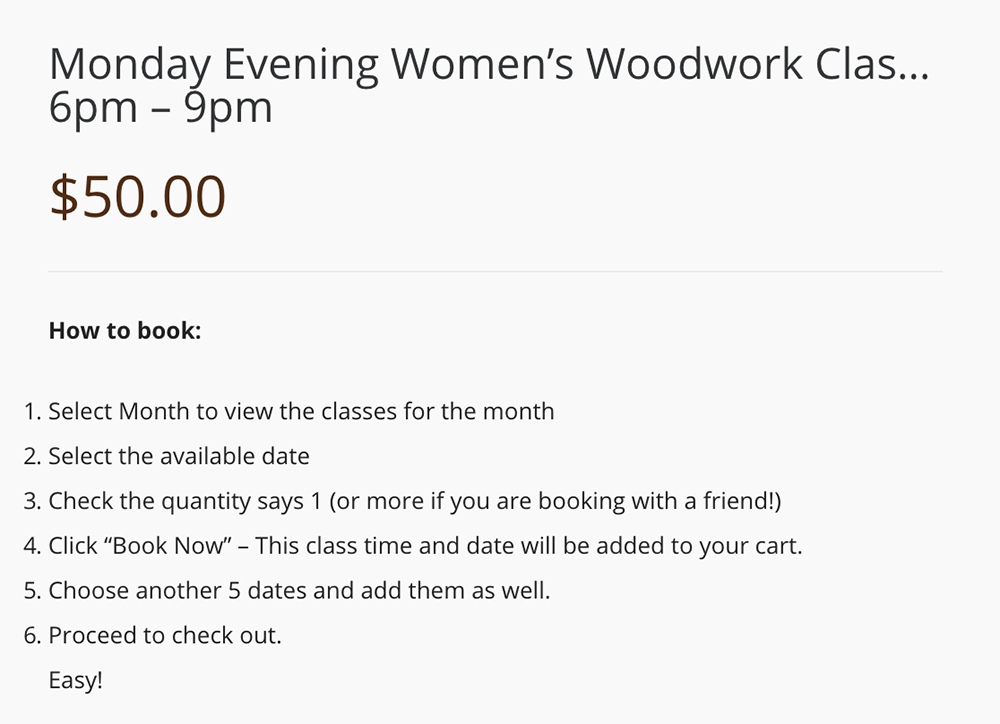 Monday Evening Women’s Woodwork Clas...
6pm – 9pm
$50.00
How to book:
1. Select Month to view the classes for the month
2. Select the available date
3. Check the quantity says 1 (or more if you are booking with a friend!)
4. Click “Book Now” – This class time and date will be added to your cart.
5. Choose another 5 dates and add them as well.
6. Proceed to check out.
Easy!